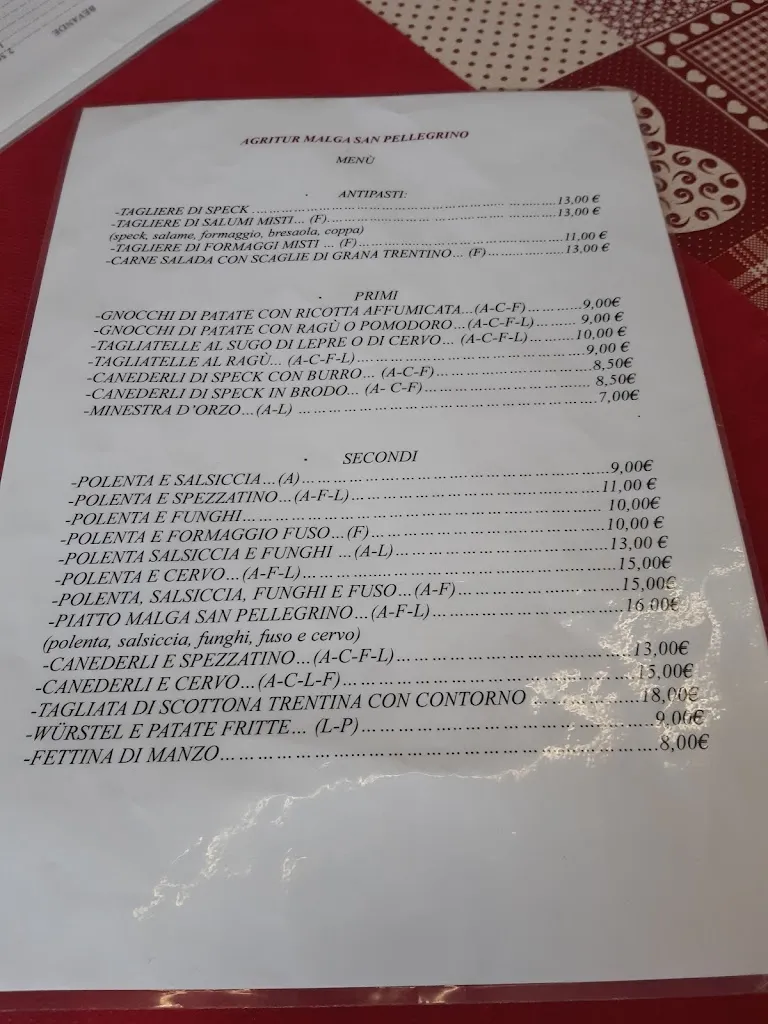 BEVANDE
2,5
AGRITUR MALGA SAN PELLEGRINO
MENÙ
· ANTIPASTI:
-TAGLIERE DI SPECK ........................................................13,00 €
-TAGLIERE DI SALUMI MISTI... (F)........................................13,00 €
(speck, salame, formaggio, bresaola, coppa)
-TAGLIERE DI FORMAGGI MISTI ... (F)....................................11,00 €
-CARNE SALADA CON SCAGLIE DI GRANA TRENTINO... (F)..................13,00 €
· PRIMI
-GNOCCHI DI PATATE CON RICOTTA AFFUMICATA...(A-C-F)............9,00€
-GNOCCHI DI PATATE CON RAGÙ O POMODORO...(A-C-F-L)......... 9,00 €
-TAGLIATELLE AL SUGO DI LEPRE O DI CERVO... (A-C-F-L)..........10,00 €
-TAGLIATELLE AL RAGÙ... (A-C-F-L)........................................9,00 €
-CANEDERLI DI SPECK CON BURRO... (A-C-F)..............................8,50€
-CANEDERLI DI SPECK IN BRODO... (A- C-F)............................... 8,50€
-MINESTRA D'ORZO...(A-L) ..................................................7,00€
· SECONDI
-POLENTA E SALSICCIA...(A)..................................................9,00€
-POLENTA E SPEZZATINO...(A-F-L).........................................11,00 €
-POLENTA E FUNGHI......................................................... 10,00€
-POLENTA E FORMAGGIO FUSO...(F).......................................10,00 €
-POLENTA SALSICCIA E FUNGHI ...(A-L)..................................13,00 €
-POLENTA E CERVO...(A-F-L)................................................15,00€
-POLENTA, SALSICCIA, FUNGHI E FUSO...(A-F)...........................15,00€
-PIATTO MALGA SAN PELLEGRINO...(A-F-L)..............................16,00€
(polenta, salsiccia, funghi, fuso e cervo)
-CANEDERLI E SPEZZATINO...(A-C-F-L)....................................13,00€
-CANEDERLI E CERVO...(A-C-L-F)..........................................15,00€
-TAGLIATA DI SCOTTONA TRENTINA CON CONTORNO ...............18,00€
-WÜRSTEL E PATATE FRITTE... (L-P)........................................9,00€
-FETTINA DI MANZO..........................................................8,00€